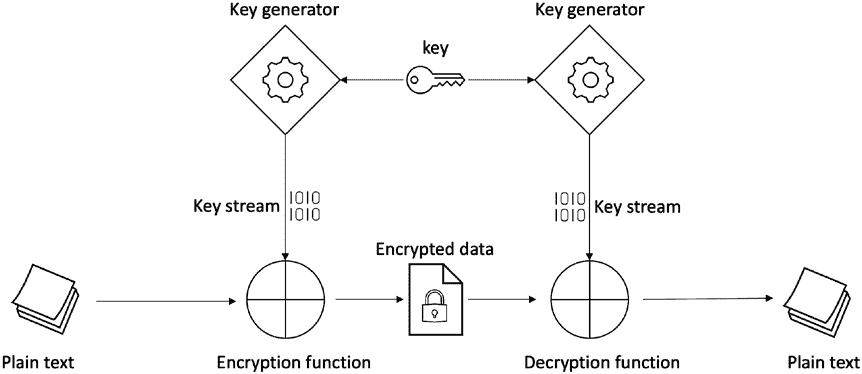 Key generator
Key generator
key
Key stream
1010
1010
1010
1010
Key stream
Encrypted data
Plain text
Encryption function
Decryption function
Plain text